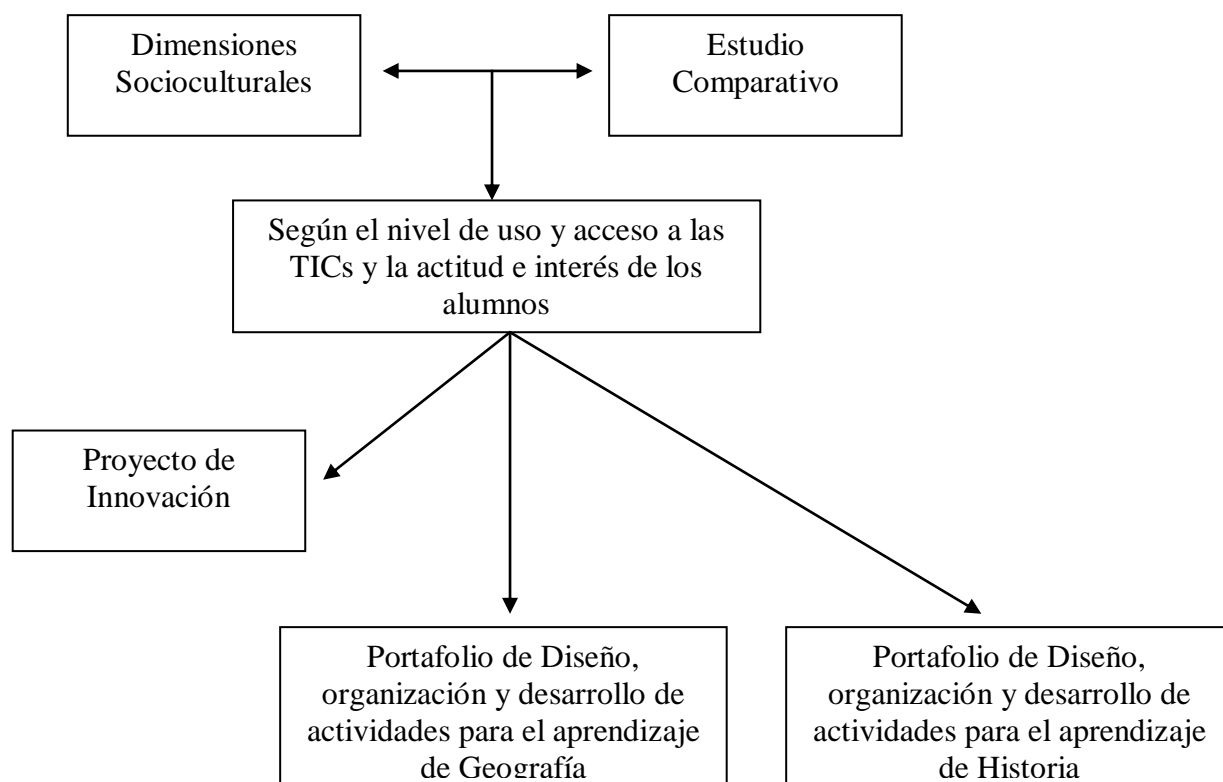 Dimensiones
Socioculturales
Estudio
Comparativo
Según el nivel de uso y acceso a las
TICs y la actitud e interés de los
alumnos
Proyecto de
Innovación
Portafolio de Diseño,
organización y desarrollo de
actividades para el aprendizaje
de Geografía
Portafolio de Diseño,
organización y desarrollo de
actividades para el aprendizaje
de Historia